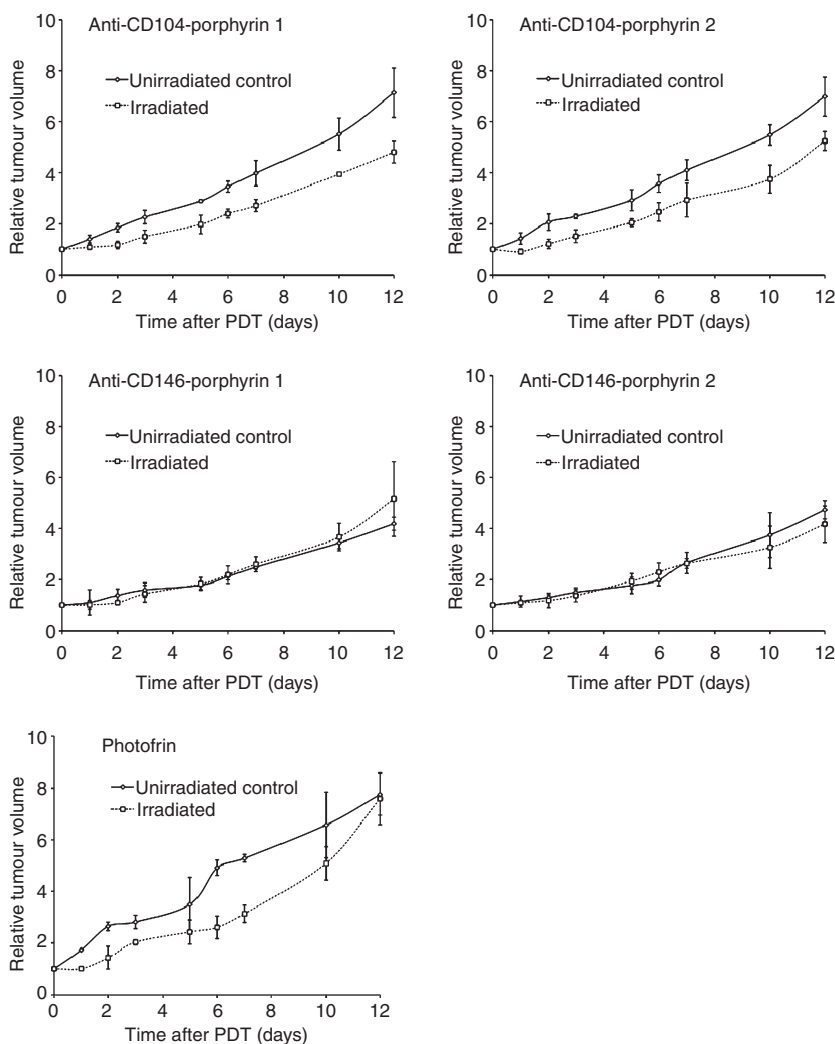 Anti-CD104-porphyrin 1
Unirradiated control
Irradiated
Relative tumour volume
10
8
6
4
2
0
0 2 4 6 8 10 12
Time after PDT (days)
Anti-CD104-porphyrin 2
Unirradiated control
Irradiated
Relative tumour volume
10
8
6
4
2
0
0 2 4 6 8 10 12
Time after PDT (days)
Anti-CD146-porphyrin 1
Unirradiated control
Irradiated
Relative tumour volume
10
8
6
4
2
0
0 2 4 6 8 10 12
Time after PDT (days)
Anti-CD146-porphyrin 2
Unirradiated control
Irradiated
Relative tumour volume
10
8
6
4
2
0
0 2 4 6 8 10 12
Time after PDT (days)
Photofrin
Unirradiated control
Irradiated
Relative tumour volume
10
8
6
4
2
0
0 2 4 6 8 10 12
Time after PDT (days)